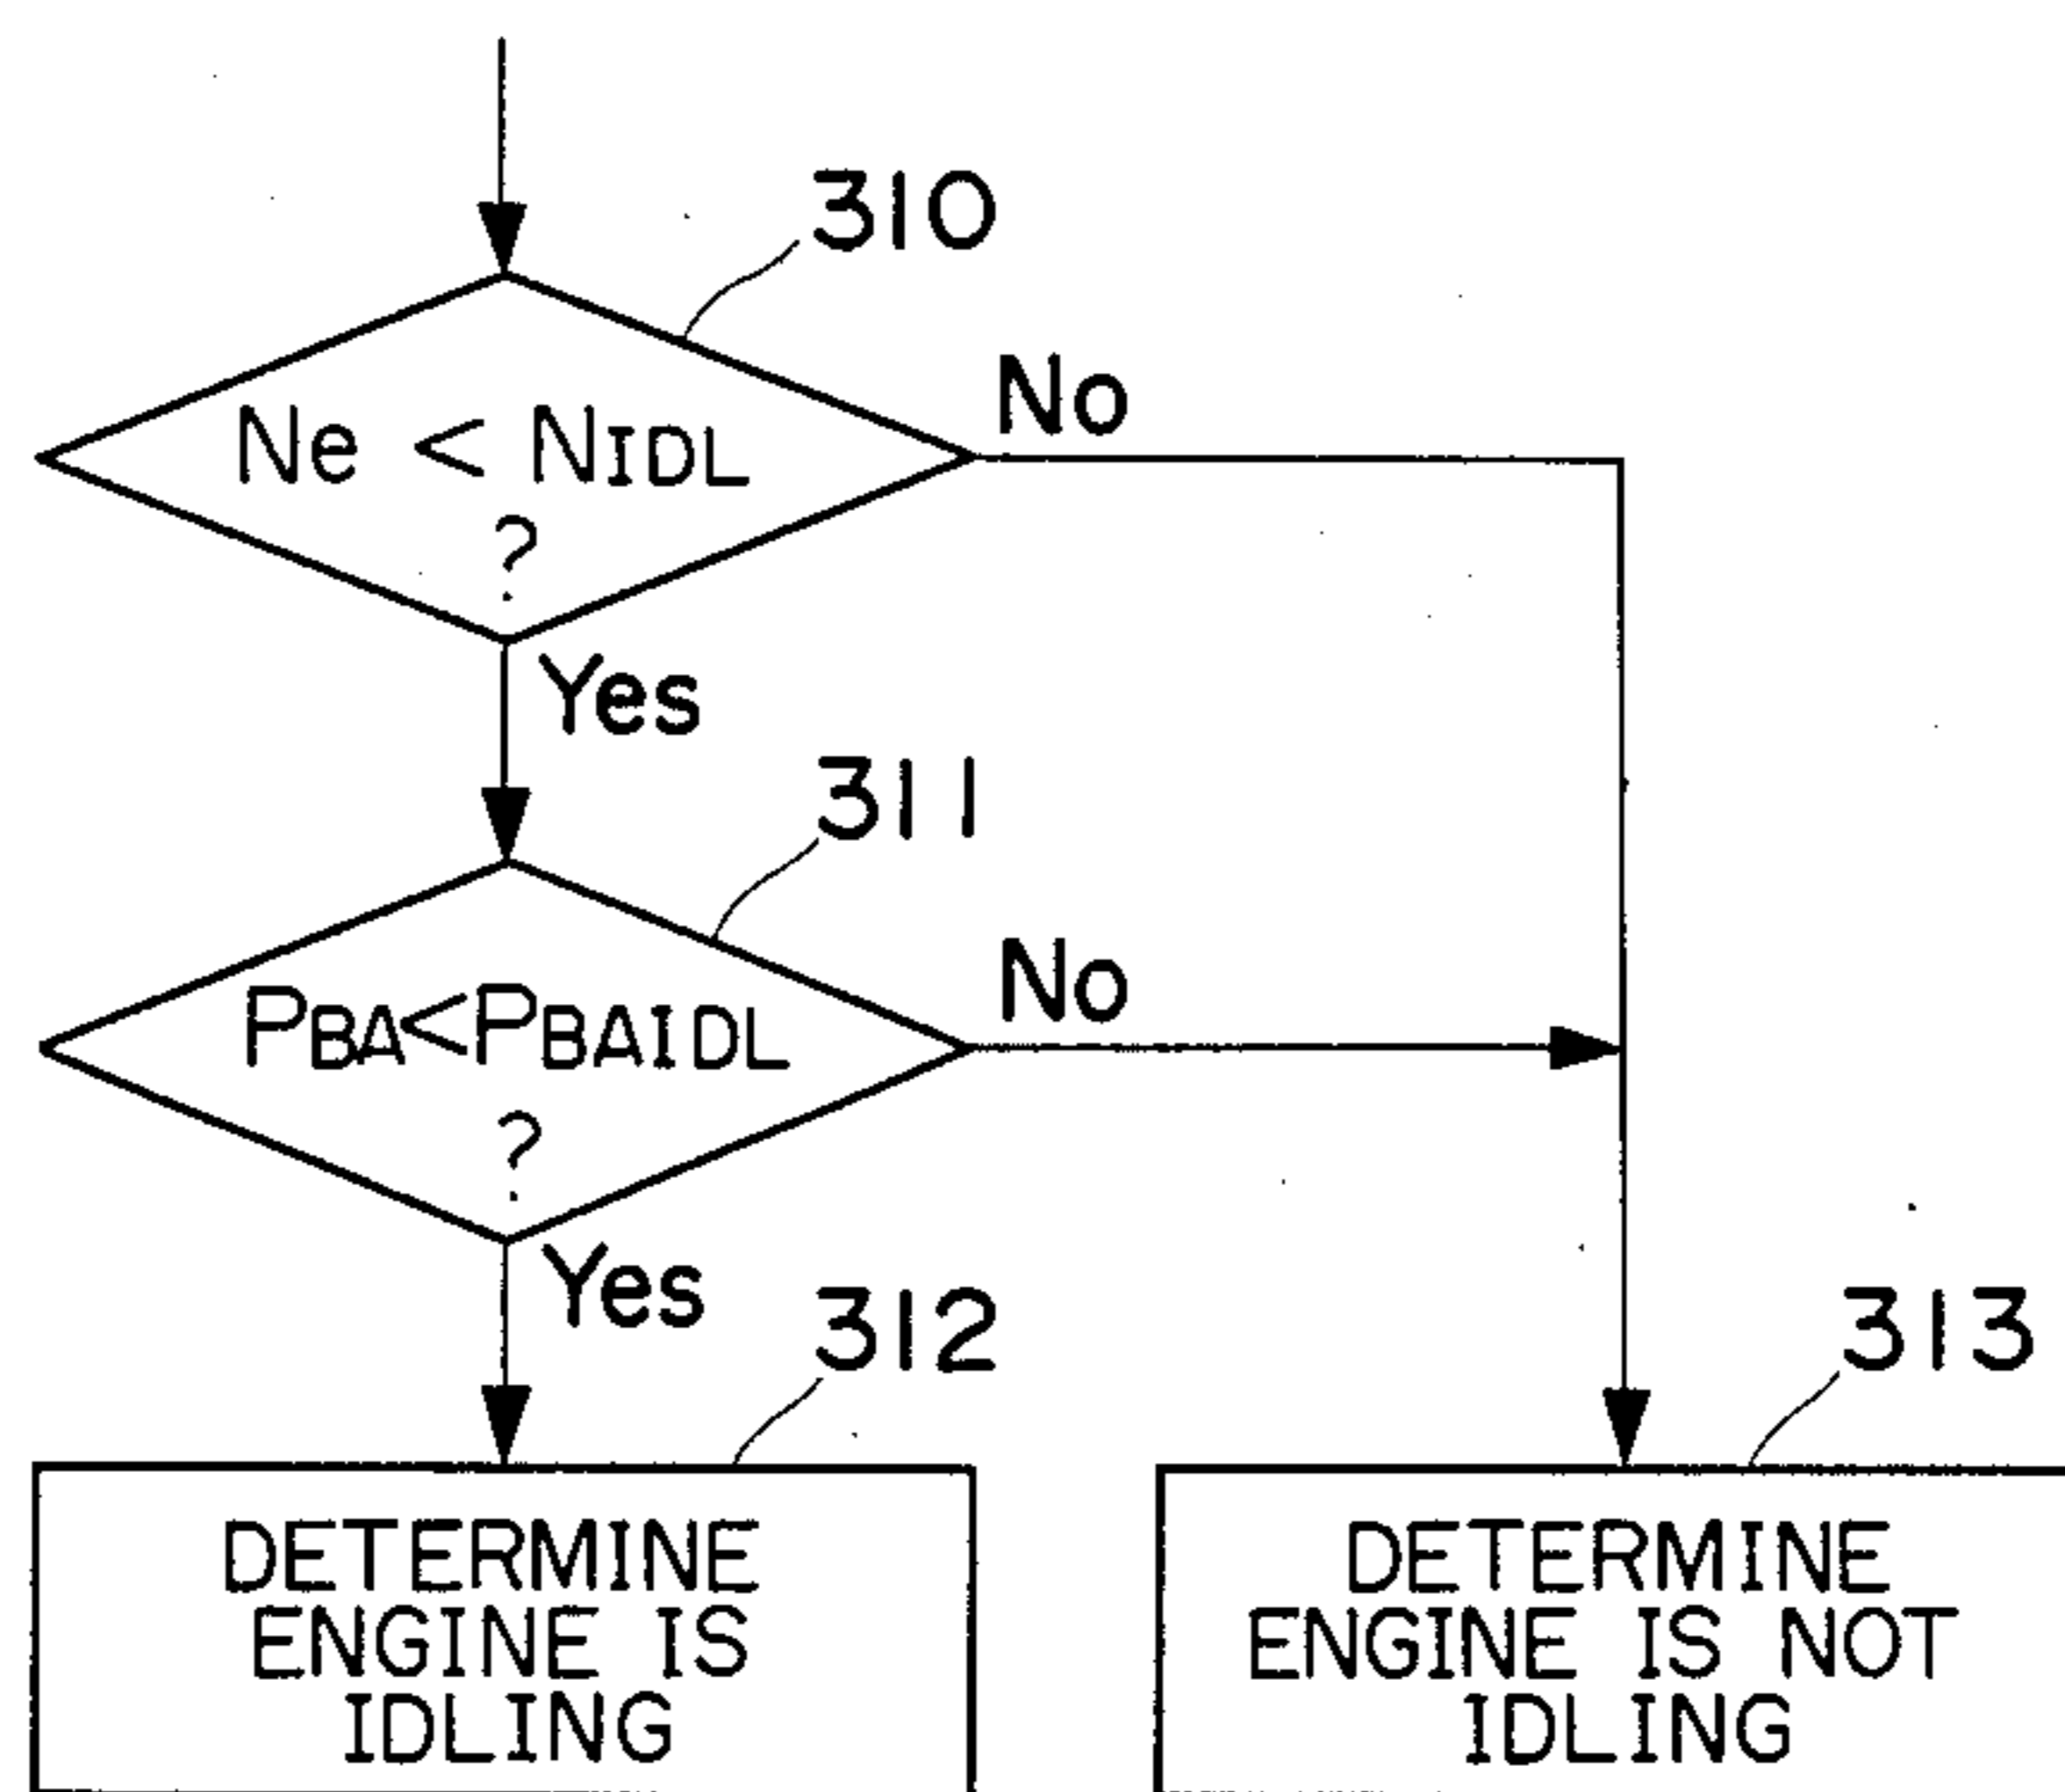 310
Ne < NIDL
?
No
Yes
311
PBA<PBAIDL
?
No
Yes
312
313
DETERMINE
ENGINE IS
IDLING
DETERMINE
ENGINE IS NOT
IDLING